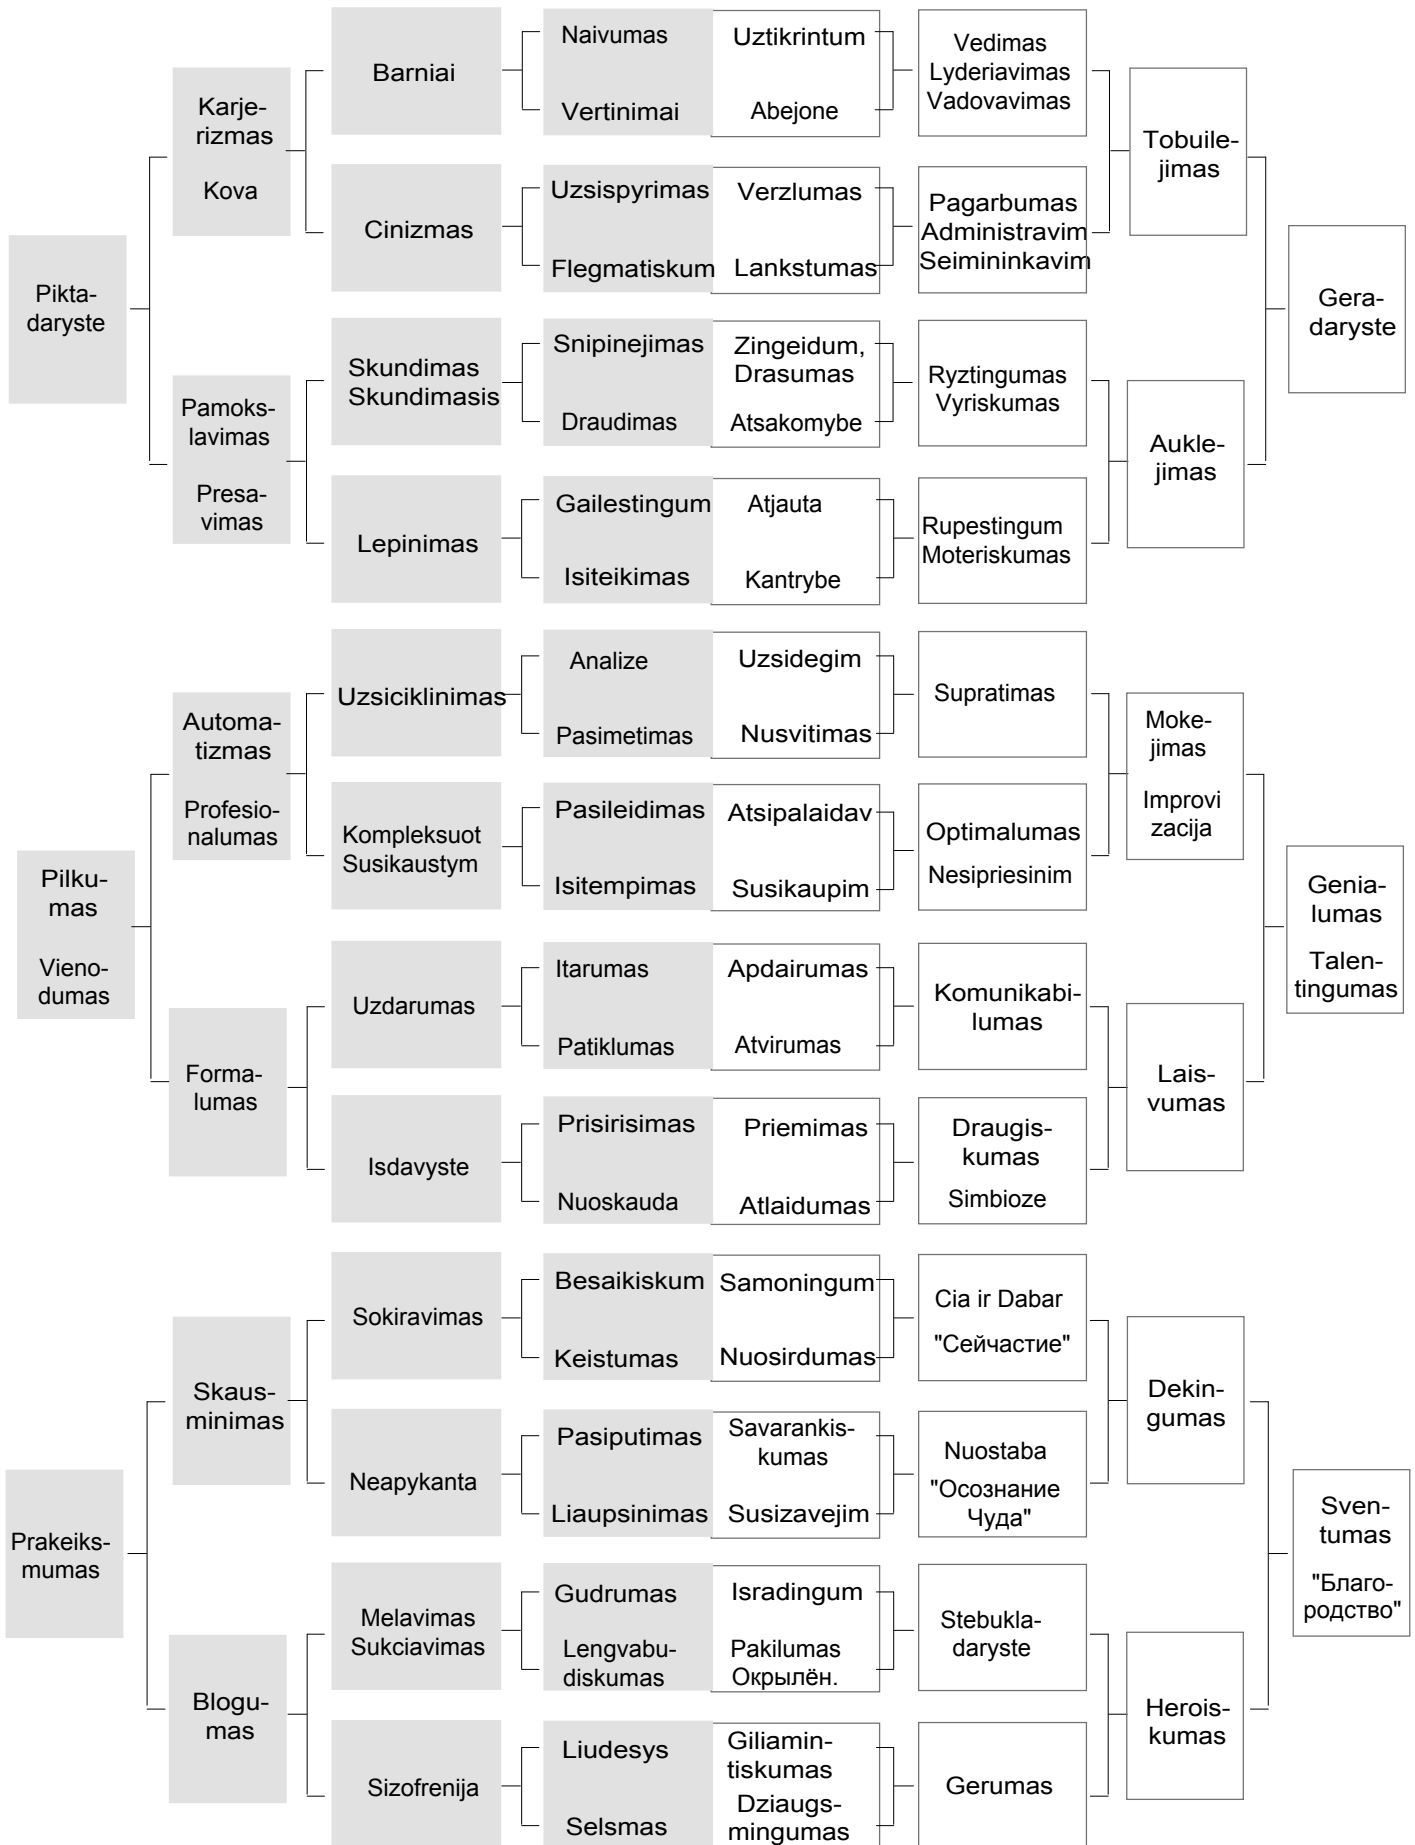 Pikta-
daryste
Karje-
rizmas
Kova
Pamoks-
lavimas
Presa-
vimas
Barniai
Cinizmas
Skundimas
Skundimasis
Lepinimas
Naivumas
Vertinimai
Uzsispyrimas
Flegmatiskum
Snipinejimas
Draudimas
Gailestingum
Isiteikimas
Uztikrintum
Abejone
Verzlumas
Lankstumas
Zingeidum,
Drasumas
Atsakomybe
Atjauta
Kantrybe
Vedimas
Lyderiavimas
Vadovavimas
Pagarbumas
Administravim
Seimininkavim
Ryztingumas
Vyriskumas
Rupestingum
Moteriskumas
Tobuile-
jimas
Aukle-
jimas
Gera-
daryste
Pilku-
mas
Vieno-
dumas
Automa-
tizmas
Profesio-
nalumas
Forma-
lumas
Uzsiciklinimas
Kompleksuot
Susikaustym
Uzdarumas
Isdavyste
Analize
Pasimetimas
Pasileidimas
Isitempimas
Itarumas
Patiklumas
Prisirisimas
Nuoskauda
Uzsidegim
Nusvitimas
Atsipalaidav
Susikaupim
Apdairumas
Atvirumas
Priemimas
Atlaidumas
Supratimas
Optimalumas
Nesipriesinim
Komunikabi-
lumas
Draugis-
kumas
Simbioze
Moke-
jimas
Improvi
zacija
Lais-
vumas
Genia-
lumas
Talen-
tingumas
Prakeiks-
mumas
Skaus-
minimas
Blogu-
mas
Sokiravimas
Neapykanta
Melavimas
Sukciavimas
Sizofrenija
Besaikiskum
Keistumas
Pasiputimas
Liaupsinimas
Gudrumas
Lengvabu-
diskumas
Liudesys
Selsmas
Samoningum
Nuosirdumas
Savarankis-
kumas
Susizavejim
Isradingum
Pakilumas
Окрылён.
Giliamin-
tiskumas
Dziaugs-
mingumas
Cia ir Dabar
"Сейчастие"
Nuostaba
"Осознание
Чуда"
Stebukla-
daryste
Gerumas
Dekin-
gumas
Herois-
kumas
Sven-
tumas
"Благо-
родство"